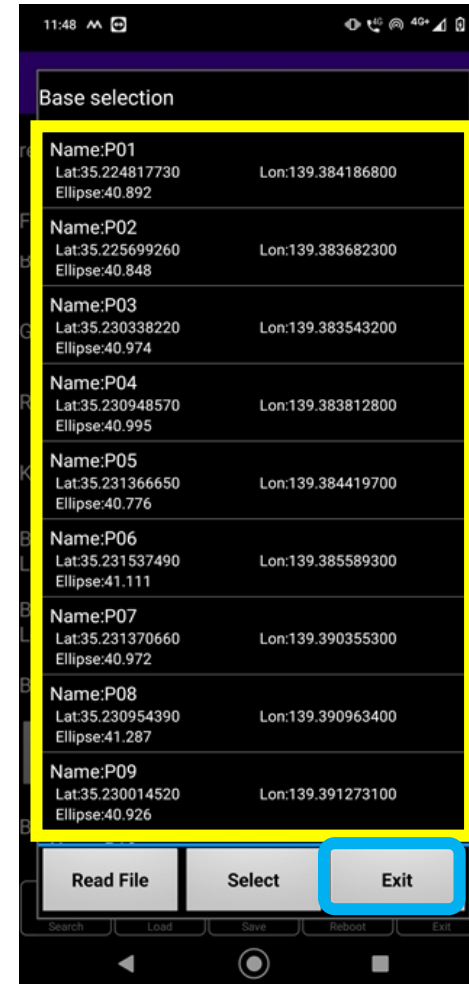 11:48
4G
4G+
Base selection
Name:P01
Lat:35.224817730 Lon:139.384186800
Ellipse:40.892
Name:P02
Lat:35.225699260 Lon:139.383682300
Ellipse:40.848
Name:P03
Lat:35.230338220 Lon:139.383543200
Ellipse:40.974
Name:P04
Lat:35.230948570 Lon:139.383812800
Ellipse:40.995
Name:P05
Lat:35.231366650 Lon:139.384419700
Ellipse:40.776
Name:P06
Lat:35.231537490 Lon:139.385589300
Ellipse:41.111
Name:P07
Lat:35.231370660 Lon:139.390355300
Ellipse:40.972
Name:P08
Lat:35.230954390 Lon:139.390963400
Ellipse:41.287
Name:P09
Lat:35.230014520 Lon:139.391273100
Ellipse:40.926
Read File Select Exit
Search Load Save Reboot Exit